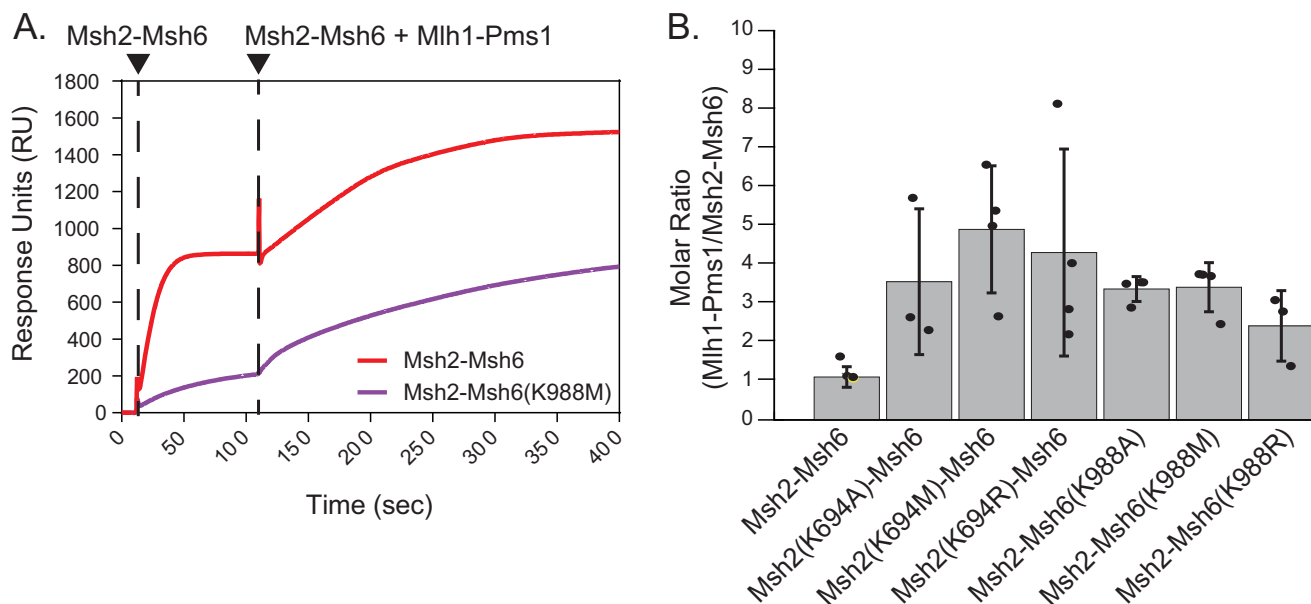 A.
Msh2-Msh6
Msh2-Msh6 + Mlh1-Pms1
Response Units (RU)
1800
1600
1400
1200
1000
800
600
400
200
0
Msh2-Msh6
Msh2-Msh6(K988M)
0
50
100
150
200
250
300
350
400
Time (sec)
B.
Molar Ratio
(Mlh1-Pms1/Msh2-Msh6)
10
9
8
7
6
5
4
3
2
1
0
Msh2-Msh6
Msh2(K694A)-Msh6
Msh2(K694M)-Msh6
Msh2(K694R)-Msh6
Msh2-Msh6(K988A)
Msh2-Msh6(K988M)
Msh2-Msh6(K988R)